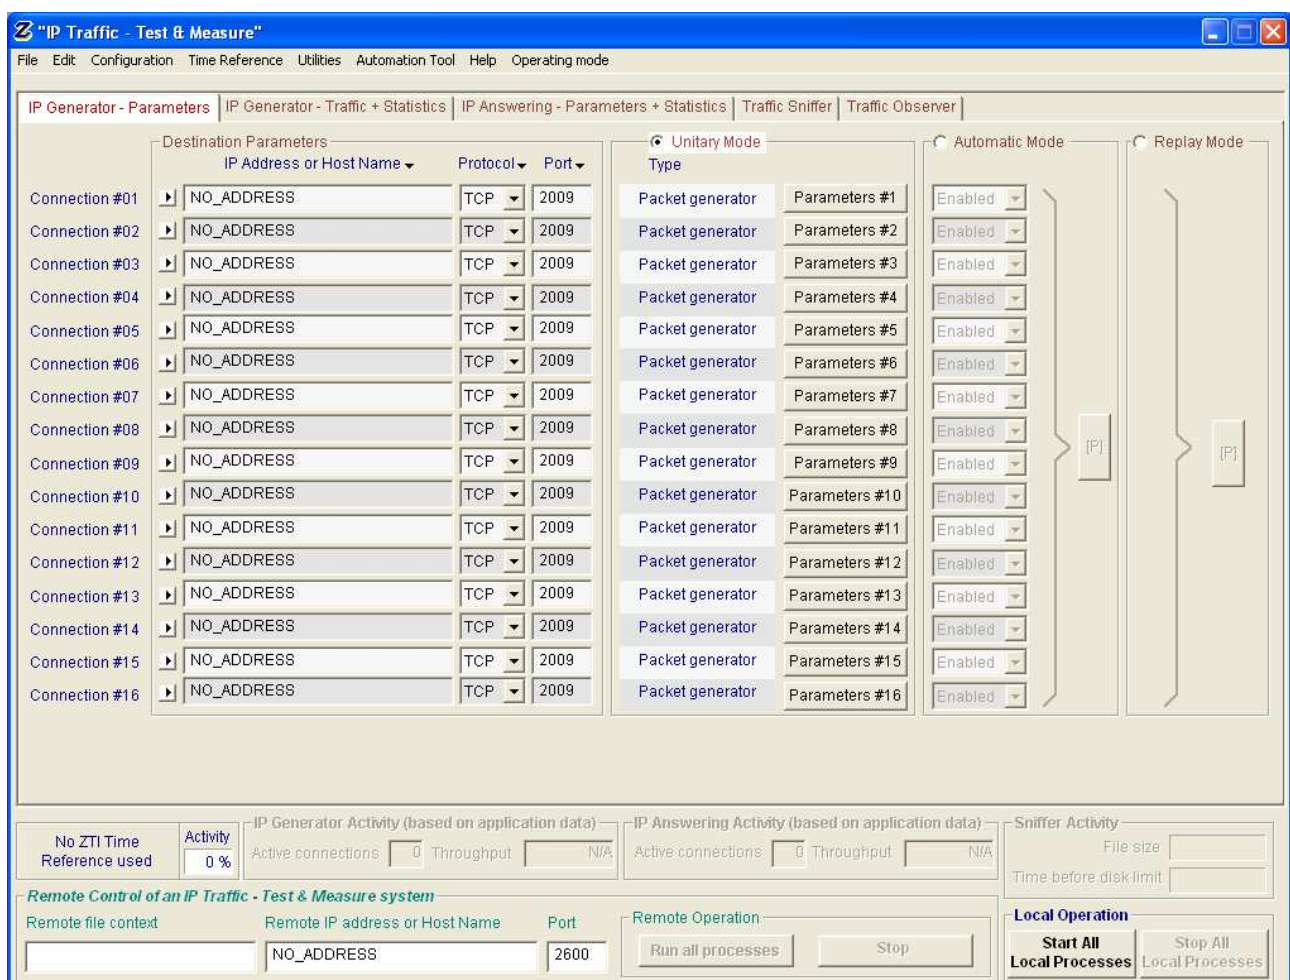 "IP Traffic - Test & Measure"
File Edit Configuration Time Reference Utilities Automation Tool Help Operating mode
IP Generator - Parameters IP Generator - Traffic + Statistics IP Answering - Parameters + Statistics Traffic Sniffer Traffic Observer
Destination Parameters Unitary Mode Automatic Mode Replay Mode
IP Address or Host Name Protocol Port Type
Connection #01 NO_ADDRESS TCP 2009 Packet generator Parameters #1 Enabled
Connection #02 NO_ADDRESS TCP 2009 Packet generator Parameters #2 Enabled
Connection #03 NO_ADDRESS TCP 2009 Packet generator Parameters #3 Enabled
Connection #04 NO_ADDRESS TCP 2009 Packet generator Parameters #4 Enabled
Connection #05 NO_ADDRESS TCP 2009 Packet generator Parameters #5 Enabled
Connection #06 NO_ADDRESS TCP 2009 Packet generator Parameters #6 Enabled
Connection #07 NO_ADDRESS TCP 2009 Packet generator Parameters #7 Enabled
Connection #08 NO_ADDRESS TCP 2009 Packet generator Parameters #8 Enabled
Connection #09 NO_ADDRESS TCP 2009 Packet generator Parameters #9 Enabled [P] [P]
Connection #10 NO_ADDRESS TCP 2009 Packet generator Parameters #10 Enabled
Connection #11 NO_ADDRESS TCP 2009 Packet generator Parameters #11 Enabled
Connection #12 NO_ADDRESS TCP 2009 Packet generator Parameters #12 Enabled
Connection #13 NO_ADDRESS TCP 2009 Packet generator Parameters #13 Enabled
Connection #14 NO_ADDRESS TCP 2009 Packet generator Parameters #14 Enabled
Connection #15 NO_ADDRESS TCP 2009 Packet generator Parameters #15 Enabled
Connection #16 NO_ADDRESS TCP 2009 Packet generator Parameters #16 Enabled
No ZTI Time
Reference used
Activity
0 %
IP Generator Activity (based on application data)
Active connections 0 Throughput N/A
IP Answering Activity (based on application data)
Active connections 0 Throughput N/A
Sniffer Activity
File size
Time before disk limit
Remote Control of an IP Traffic - Test & Measure system
Remote file context Remote IP address or Host Name Port
NO_ADDRESS 2600
Remote Operation
Run all processes Stop
Local Operation
Start All
Local Processes
Stop All
Local Processes